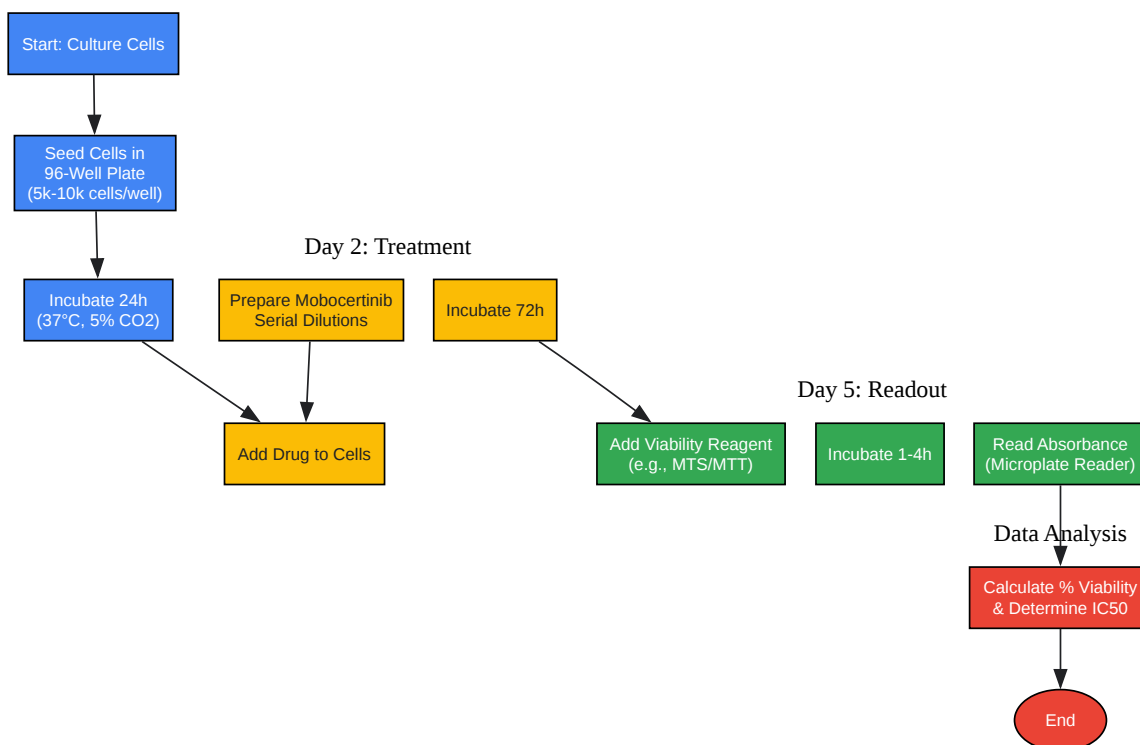 Start: Culture Cells
Seed Cells in
96-Well Plate
(5k-10k cells/well)
Day 2: Treatment
Incubate 24h
(37°C, 5% CO2)
Prepare Mobocertinib
Serial Dilutions
Incubate 72h
Day 5: Readout
Add Drug to Cells
Add Viability Reagent
(e.g., MTS/MTT)
Incubate 1-4h
Read Absorbance
(Microplate Reader)
Data Analysis
Calculate % Viability
& Determine IC50
End